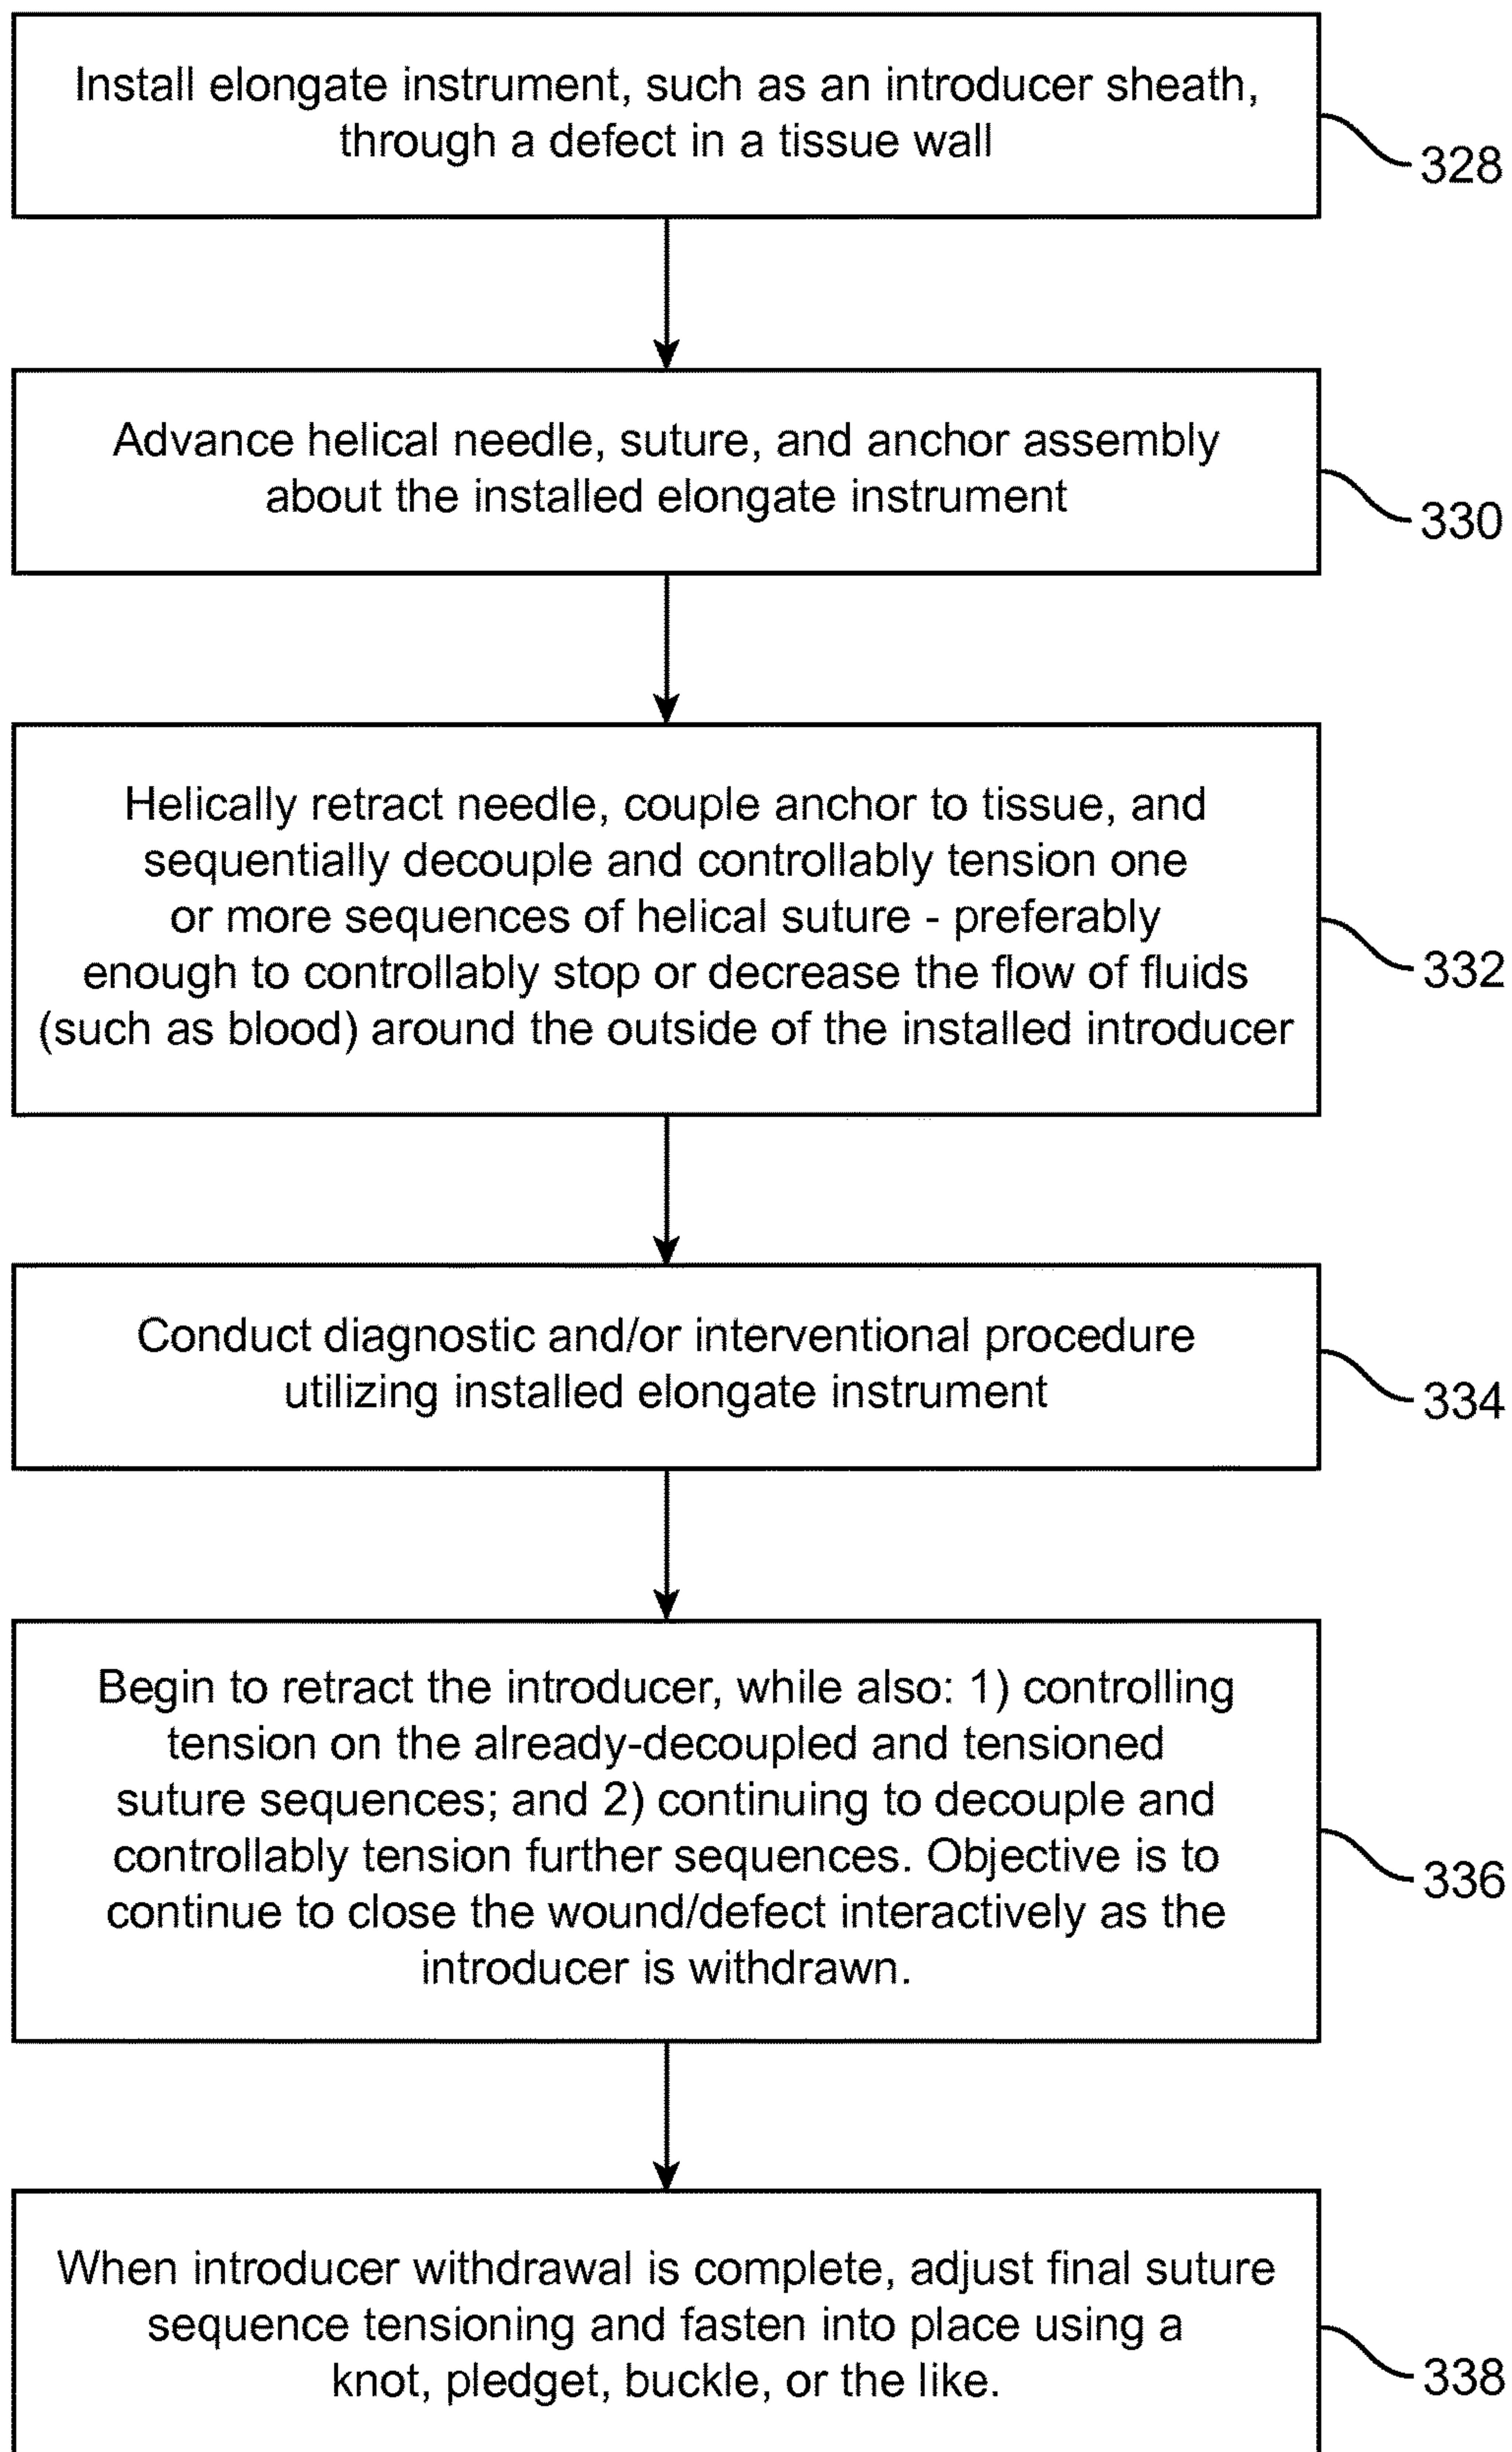 Install elongate instrument, such as an introducer sheath,
through a defect in a tissue wall
328
Advance helical needle, suture, and anchor assembly
about the installed elongate instrument
330
Helically retract needle, couple anchor to tissue, and
sequentially decouple and controllably tension one
or more sequences of helical suture - preferably
enough to controllably stop or decrease the flow of fluids
(such as blood) around the outside of the installed introducer
332
Conduct diagnostic and/or interventional procedure
utilizing installed elongate instrument
334
Begin to retract the introducer, while also: 1) controlling
tension on the already-decoupled and tensioned
suture sequences; and 2) continuing to decouple and
controllably tension further sequences. Objective is to
continue to close the wound/defect interactively as the
introducer is withdrawn.
336
When introducer withdrawal is complete, adjust final suture
sequence tensioning and fasten into place using a
knot, pledget, buckle, or the like.
338